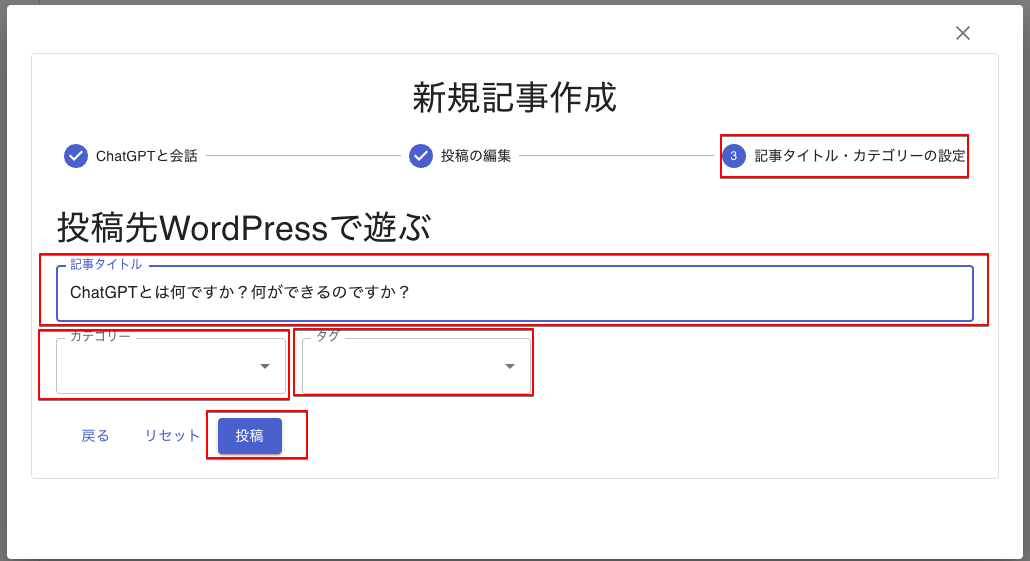 新規記事作成
ChatGPTと会話
投稿の編集
3 記事タイトル・カテゴリーの設定
投稿先WordPressで遊ぶ
記事タイトル
ChatGPTとは何ですか？何ができるのですか？
カテゴリー タグ
戻る リセット 投稿